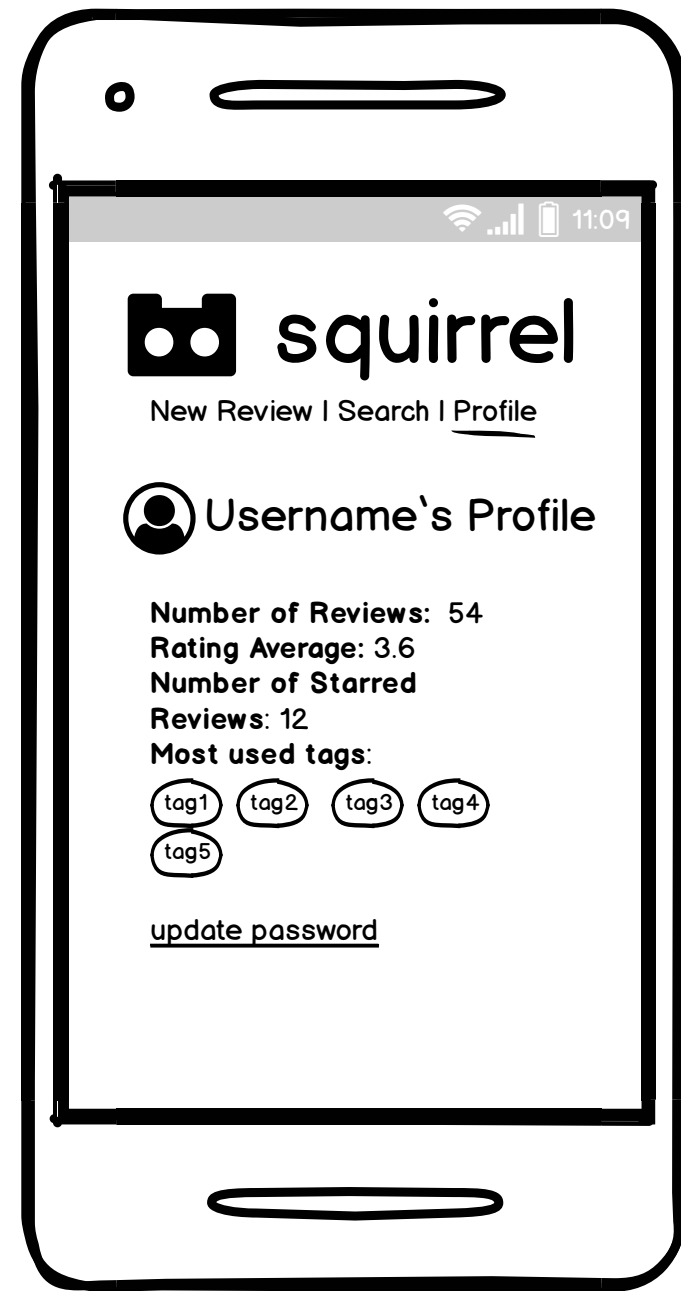 11:09
squirrel
New Review | Search | Profile
Username`s Profile
Number of Reviews: 54
Rating Average: 3.6
Number of Starred
Reviews: 12
Most used tags:
tag1 tag2 tag3 tag4
tag5
update password